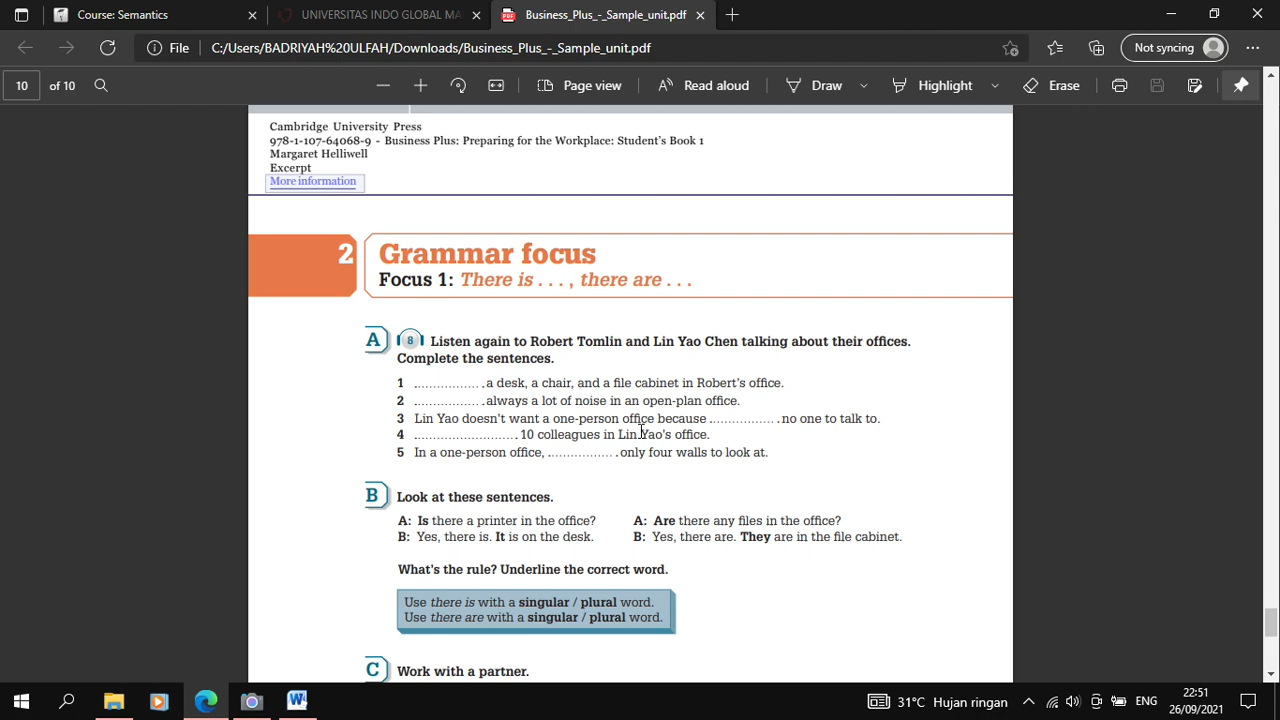 Course: Semantics
UNIVERSITAS INDO GLOBAL MA
PDF
Business_Plus_-_Sample_unit.pdf
File
C:/Users/BADRIYAH%20ULFAH/Downloads/Business_Plus_-_Sample_unit.pdf
Not syncing
10 of 10
Page view
Read aloud
Draw
Highlight
Erase
Cambridge University Press
978-1-107-64068-9 - Business Plus: Preparing for the Workplace: Student's Book 1
Margaret Helliwell
Excerpt
More information
2 Grammar focus
Focus 1: There is . . . , there are . . .
A 8 Listen again to Robert Tomlin and Lin Yao Chen talking about their offices.
Complete the sentences.
1 ................. a desk, a chair, and a file cabinet in Robert's office.
2 ................. always a lot of noise in an open-plan office.
3 Lin Yao doesn't want a one-person office because ................. no one to talk to.
4 ......................... 10 colleagues in Lin Yao's office.
5 In a one-person office, ................. only four walls to look at.
B Look at these sentences.
A: Is there a printer in the office? A: Are there any files in the office?
B: Yes, there is. It is on the desk. B: Yes, there are. They are in the file cabinet.
What's the rule? Underline the correct word.
Use there is with a singular / plural word.
Use there are with a singular / plural word.
C Work with a partner.
W
31°C Hujan ringan
ENG
22:51
26/09/2021